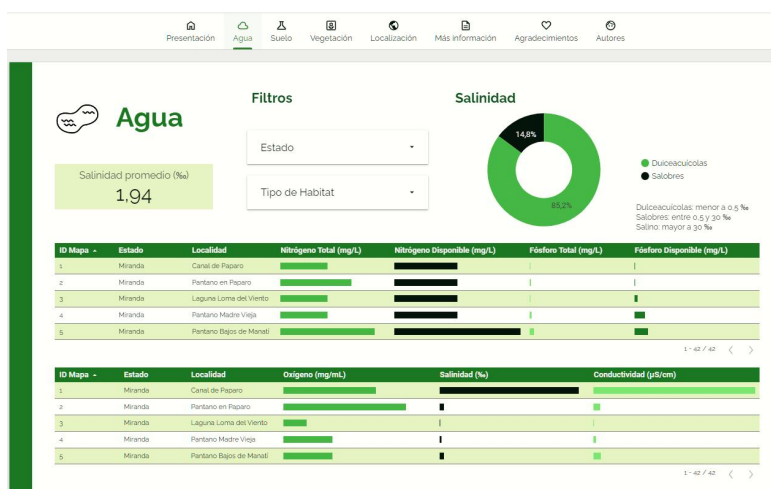 Presentación Agua Suelo Vegetación Localización Más información Agradecimientos Autores
Agua
Salinidad promedio (‰)
1,94
Filtros
Estado
Tipo de Habitat
Salinidad
14,8%
85,2%
Dulceacuícolas
Salobres
Dulceacuícolas: menor a 0.5 ‰
Salobres: entre 0.5 y 30 ‰
Salino: mayor a 30 ‰
ID Mapa Estado Localidad Nitrógeno Total (mg/L) Nitrógeno Disponible (mg/L) Fósforo Total (mg/L) Fósforo Disponible (mg/L)
1 Miranda Canal de Paparo
2 Miranda Pantano en Paparo
3 Miranda Laguna Loma del Viento
4 Miranda Pantano Madre Vieja
5 Miranda Pantano Bajos de Manatí
1 - 42 / 42
ID Mapa Estado Localidad Oxígeno (mg/mL) Salinidad (‰) Conductividad (µS/cm)
1 Miranda Canal de Paparo
2 Miranda Pantano en Paparo
3 Miranda Laguna Loma del Viento
4 Miranda Pantano Madre Vieja
5 Miranda Pantano Bajos de Manatí
1 - 42 / 42